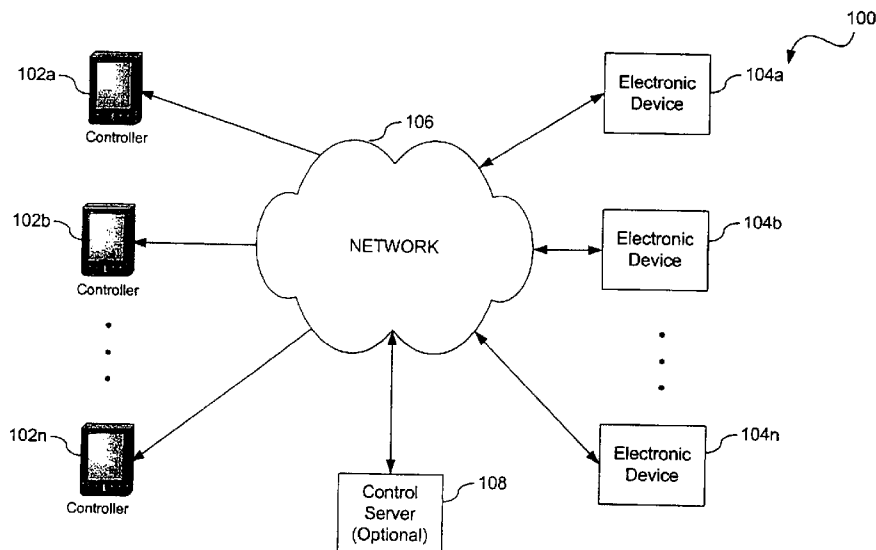 100
102a
Controller
106
Electronic
Device
104a
102b
Controller
NETWORK
Electronic
Device
104b
102n
Controller
Control
Server
(Optional)
108
Electronic
Device
104n